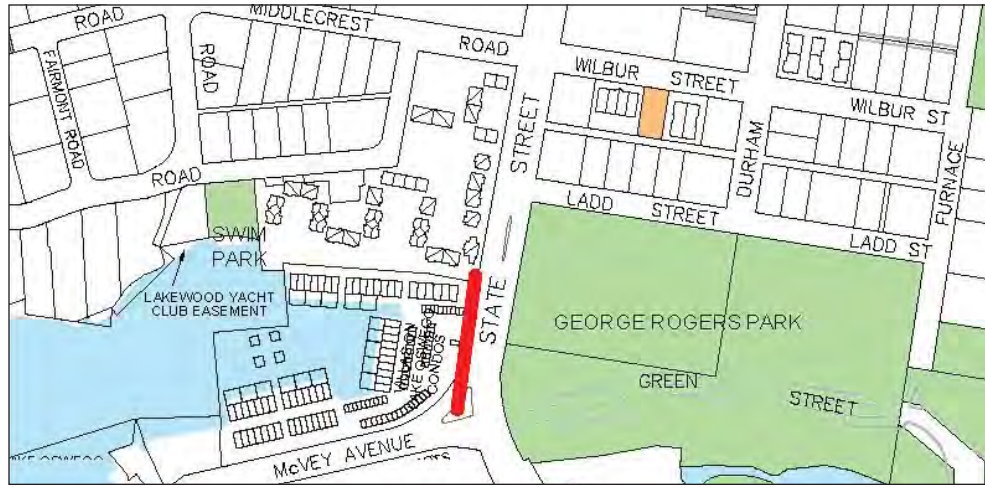 ROAD
MIDDLECREST
ROAD
FAIRMONT ROAD
ROAD
WILBUR STREET
WILBUR ST
STREET
DURHAM
FURNACE
ROAD
LADD STREET
LADD ST
SWIM
PARK
LAKEWOOD YACHT
CLUB EASEMENT
STATE
GEORGE ROGERS PARK
CONDOS
GREEN
STREET
McVEY AVENUE